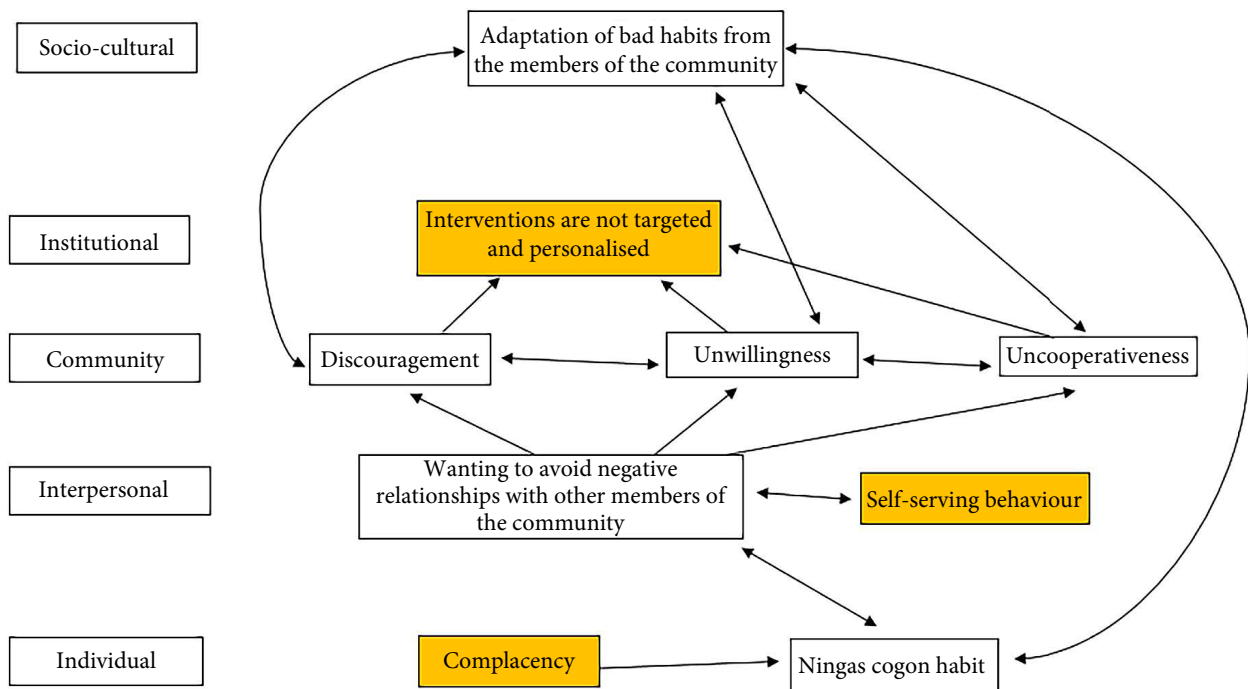 Socio-cultural
Adaptation of bad habits from
the members of the community
Institutional
Interventions are not targeted
and personalised
Community
Discouragement
Unwillingness
Uncooperativeness
Interpersonal
Wanting to avoid negative
relationships with other members of
the community
Self-serving behaviour
Individual
Complacency
Ningas cogon habit